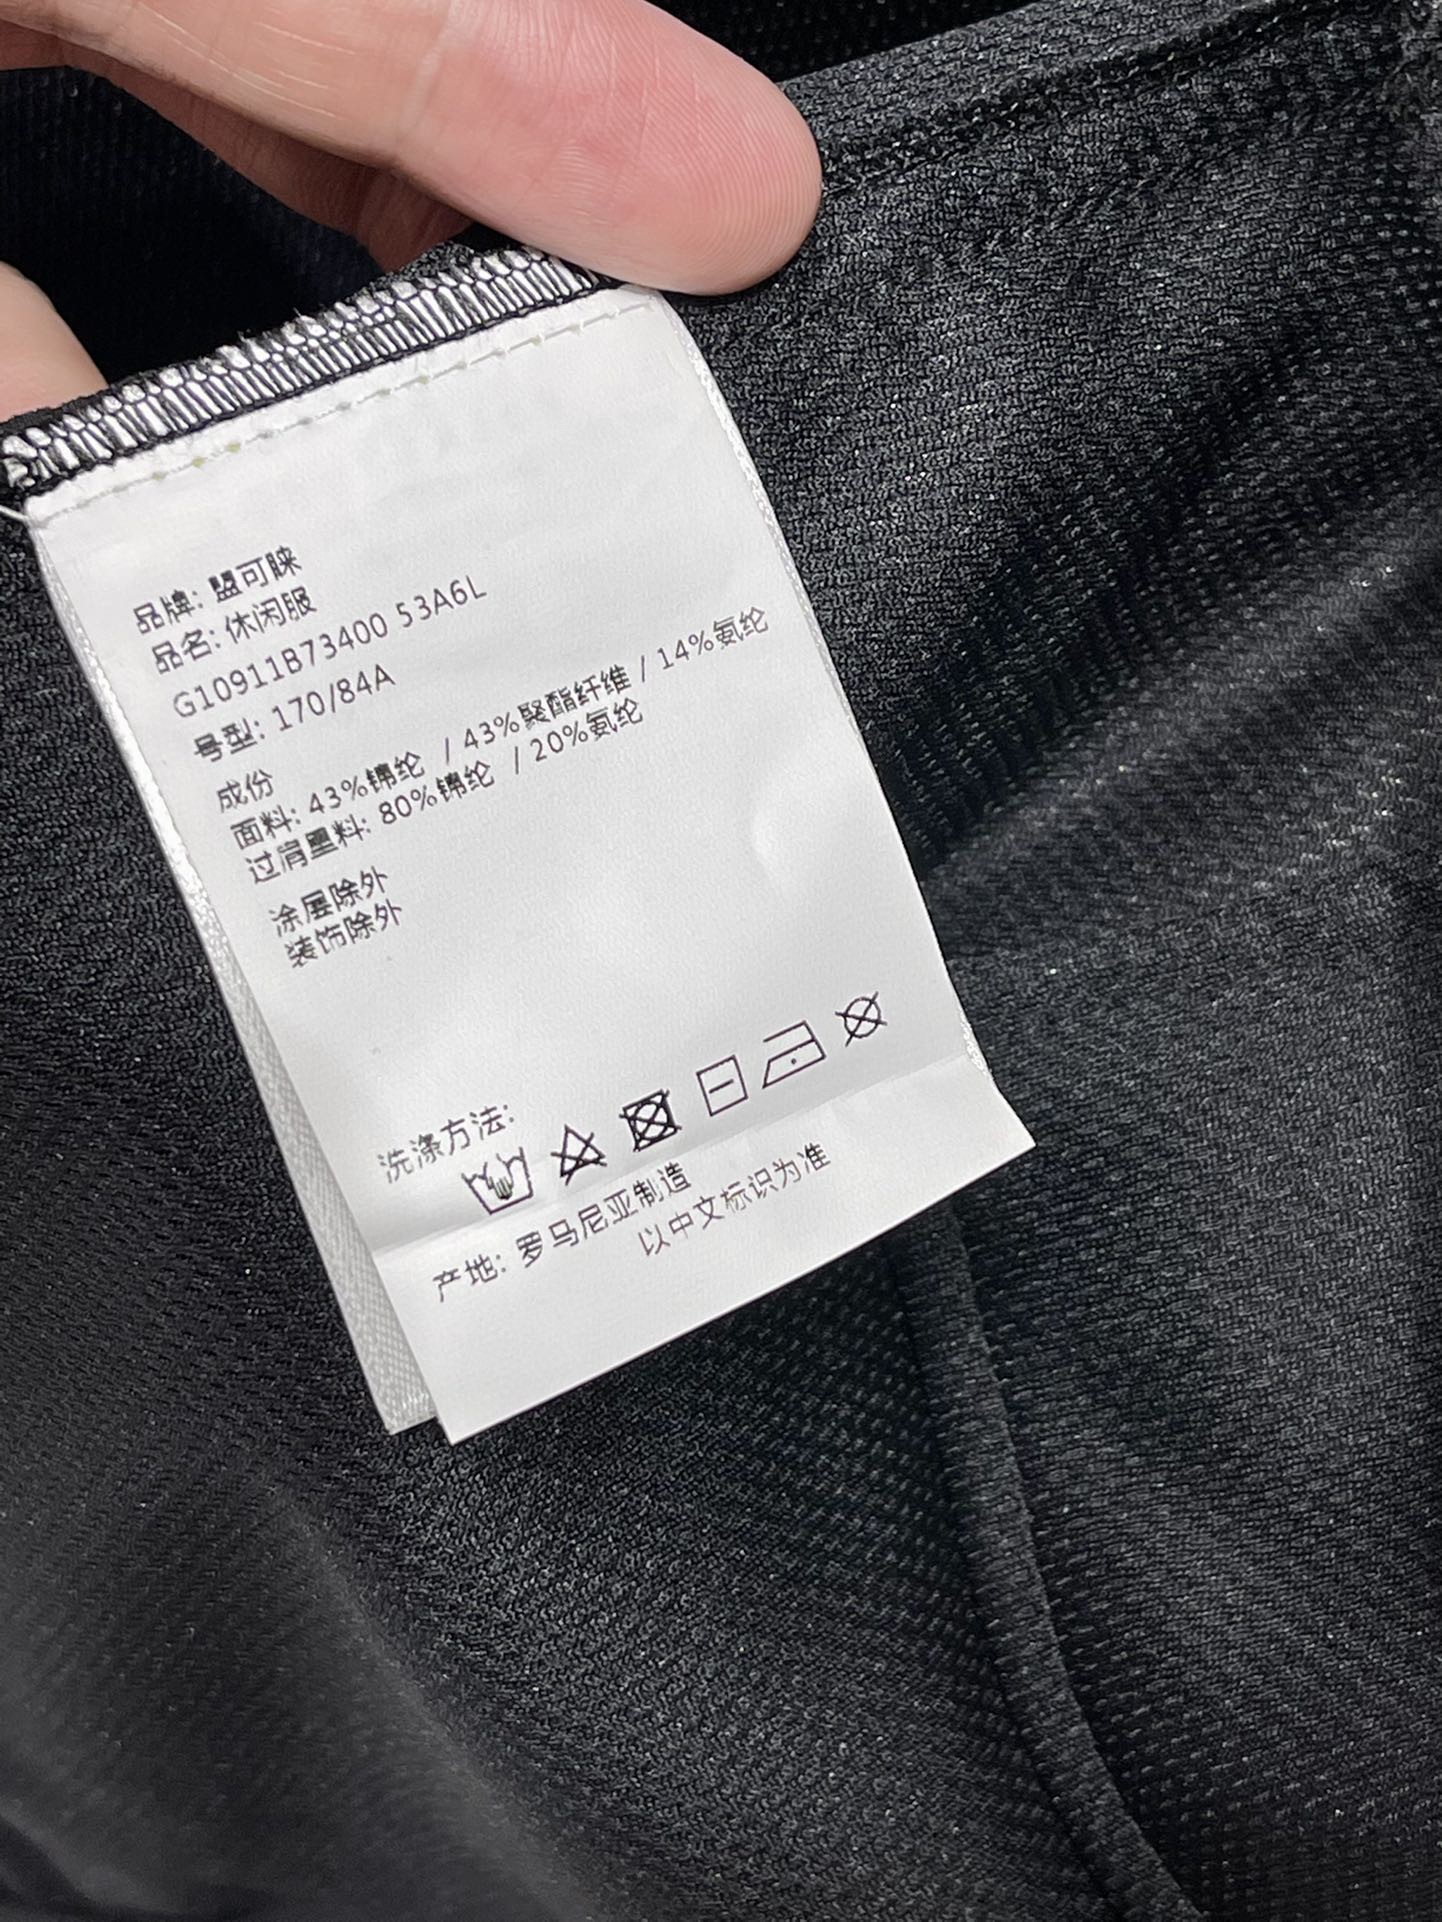 品牌: 盟可睐
品名: 休闲服
G10911B73400 53A6L
号型: 170/84A
成份
面料: 43%锦纶 / 43%聚酯纤维 / 14%氨纶
过肩里料: 80%锦纶 / 20%氨纶
涂层除外
装饰除外
洗涤方法:
产地: 罗马尼亚制造
以中文标识为准